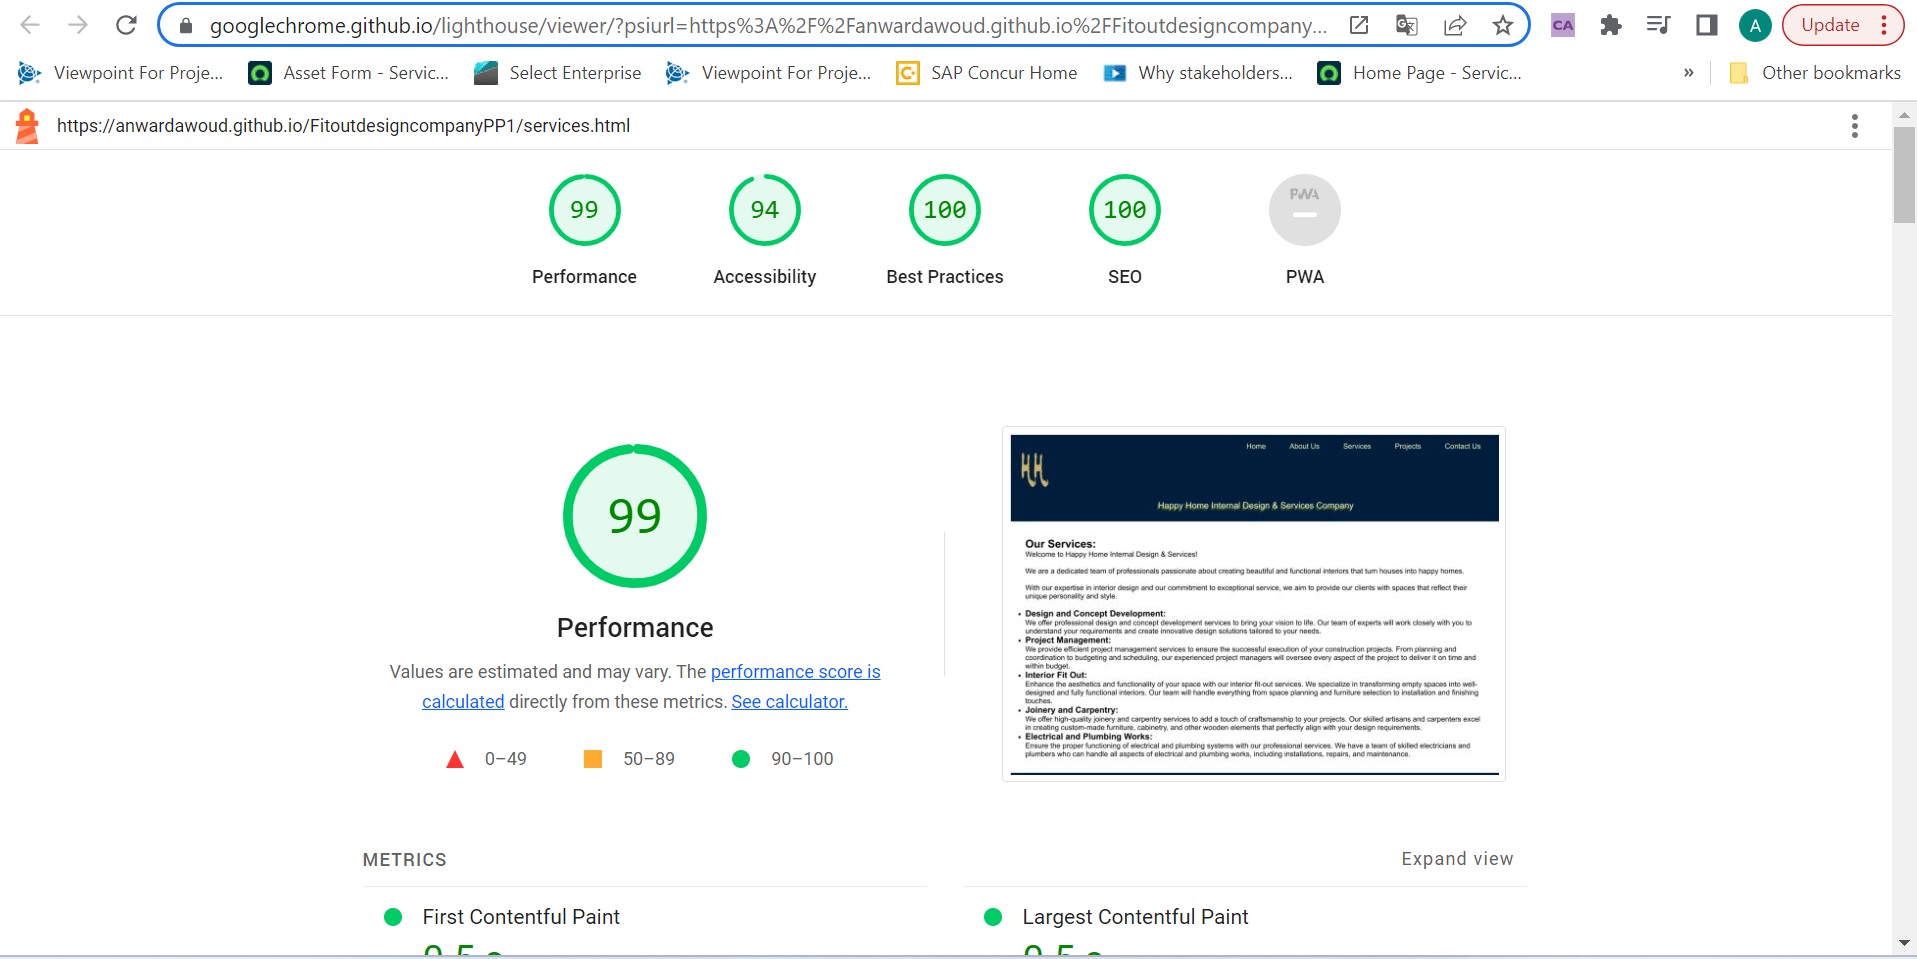 googlechrome.github.io/lighthouse/viewer/?psiurl=https%3A%2F%2Fanwardawoud.github.io%2FFitoutdesigncompany...
CA
A
Update
Viewpoint For Proje...
Asset Form - Servic...
Select Enterprise
Viewpoint For Proje...
SAP Concur Home
Why stakeholders...
Home Page - Servic...
»
Other bookmarks
https://anwardawoud.github.io/FitoutdesigncompanyPP1/services.html
99
94
100
100
PWA
Performance
Accessibility
Best Practices
SEO
PWA
99
Performance
Values are estimated and may vary. The performance score is
calculated directly from these metrics. See calculator.
0–49
50–89
90–100
Home
About Us
Services
Projects
Contact Us
HH
Happy Home Internal Design & Services Company
Our Services:
Welcome to Happy Home Internal Design & Services!
We are a dedicated team of professionals passionate about creating beautiful and functional interiors that turn houses into happy homes.
With our expertise in interior design and our commitment to exceptional service, we aim to provide our clients with spaces that reflect their
unique personality and style.
• Design and Concept Development:
We offer professional design and concept development services to bring your vision to life. Our team of experts will work closely with you to
understand your requirements and create innovative design solutions tailored to your needs.
• Project Management:
We provide efficient project management services to ensure the successful execution of your construction projects. From planning and
coordination to budgeting and scheduling, our experienced project managers will oversee every aspect of the project to deliver it on time and
within budget.
• Interior Fit Out:
Enhance the aesthetics and functionality of your space with our interior fit-out services. We specialize in transforming empty spaces into well-
designed and fully functional interiors. Our team will handle everything from space planning and furniture selection to installation and finishing
touches.
• Joinery and Carpentry:
We offer high-quality joinery and carpentry services to add a touch of craftsmanship to your projects. Our skilled artisans and carpenters excel
in creating custom-made furniture, cabinetry, and other wooden elements that perfectly align with your design requirements.
• Electrical and Plumbing Works:
Ensure the proper functioning of electrical and plumbing systems with our professional services. We have a team of skilled electricians and
plumbers who can handle all aspects of electrical and plumbing works, including installations, repairs, and maintenance.
METRICS
Expand view
First Contentful Paint
Largest Contentful Paint